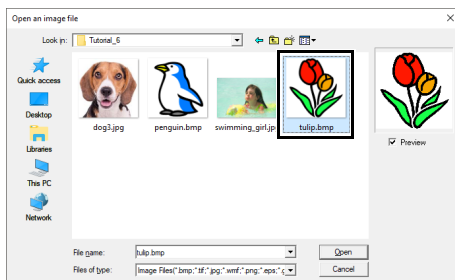 Open an image file
Look in:
Tutorial_6
Quick access
Desktop
Libraries
This PC
Network
dog3.jpg
penguin.bmp
swimming_girl.jp
tulip.bmp
Preview
File name:
tulip.bmp
Open
Files of type:
Image Files(*.bmp;*.tif;*.jpg;*.wmf;*.png;*.eps;*.g
Cancel